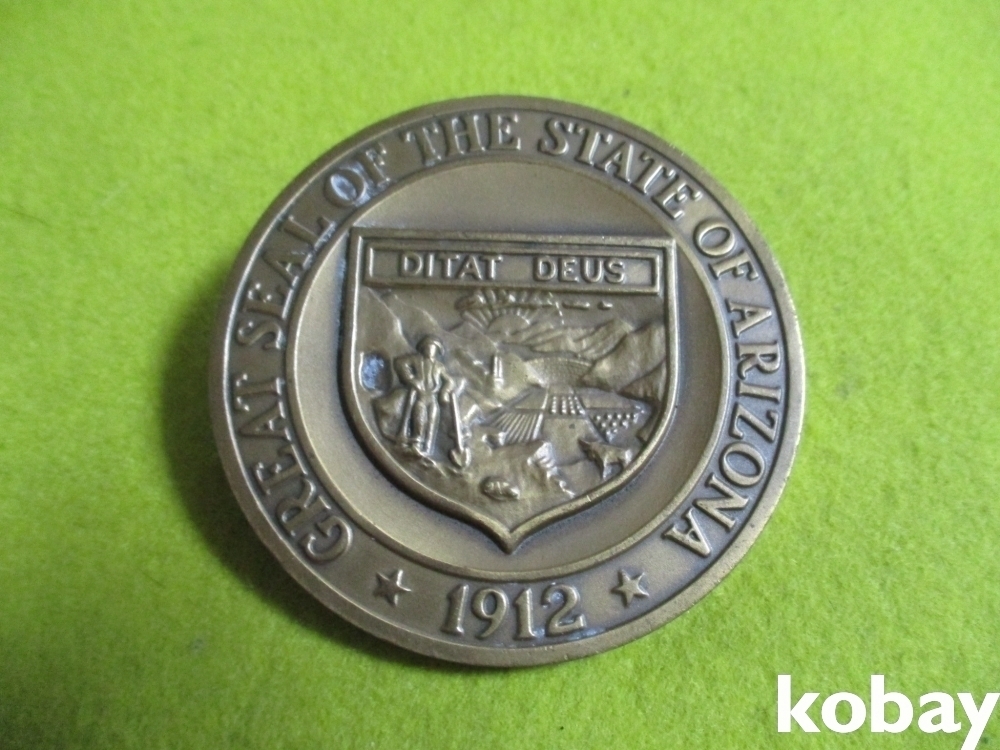 GREAT SEAL OF THE STATE OF ARIZONA
DITAT DEUS
★ 1912 ★
kobay